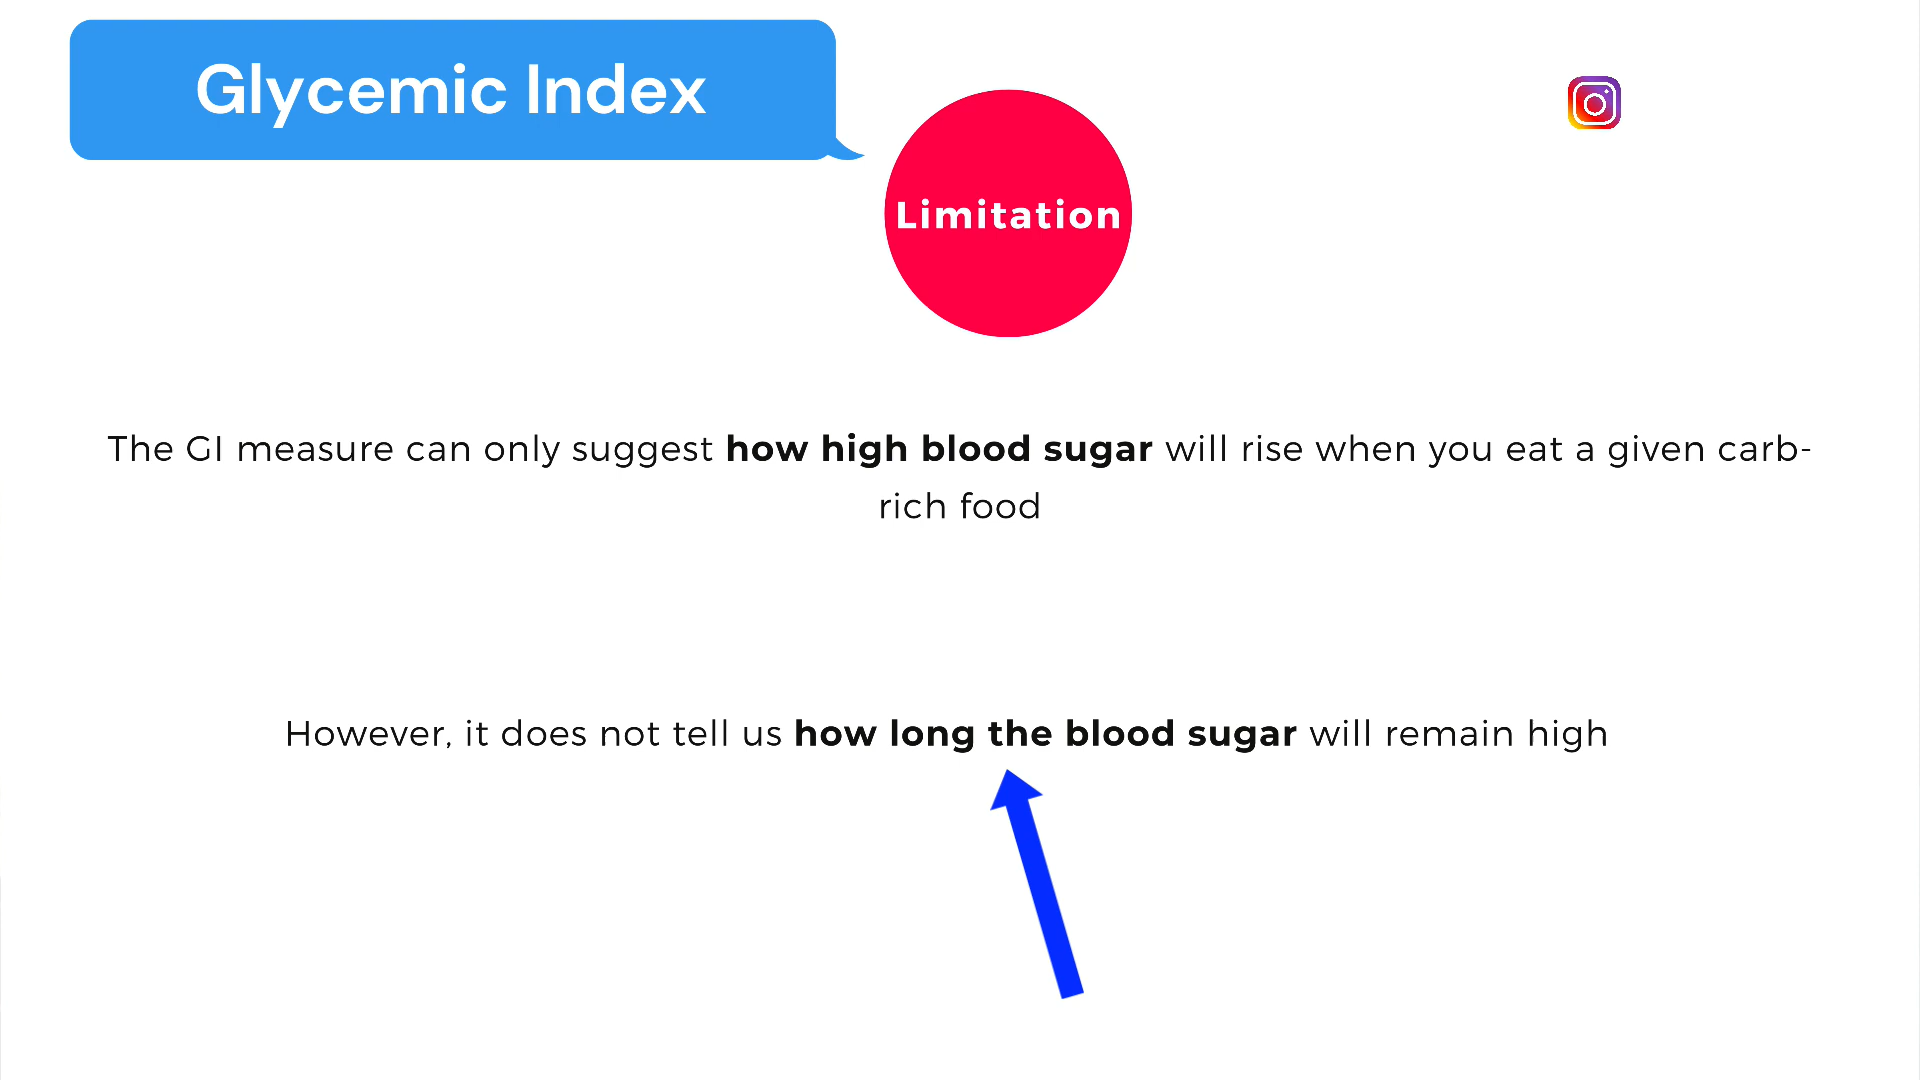 Glycemic Index
Limitation
The GI measure can only suggest how high blood sugar will rise when you eat a given carb-
rich food
However, it does not tell us how long the blood sugar will remain high